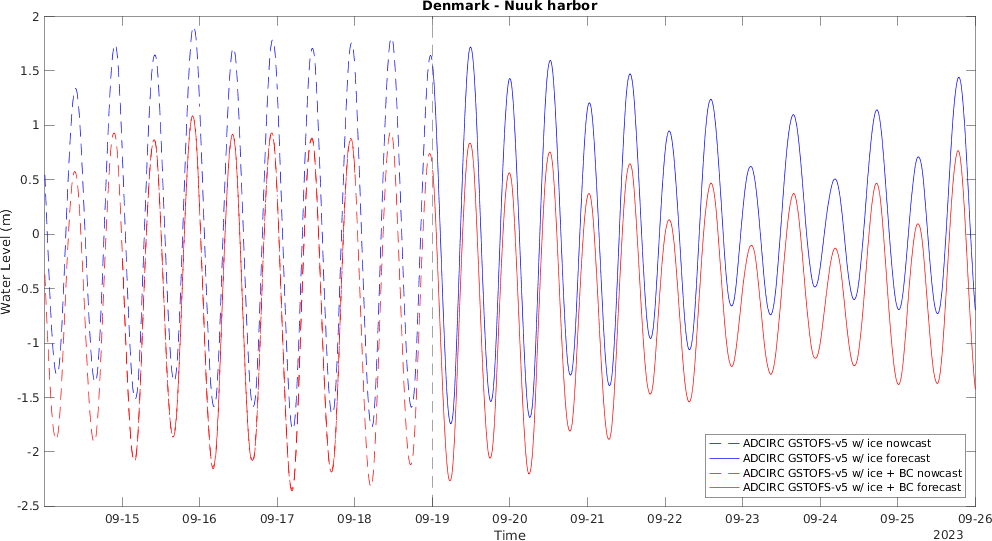 Denmark - Nuuk harbor
2
1.5
1
0.5
0
-0.5
-1
-1.5
-2
-2.5
Water Level (m)
ADCIRC GSTOFS-v5 w/ ice nowcast
ADCIRC GSTOFS-v5 w/ ice forecast
ADCIRC GSTOFS-v5 w/ ice + BC nowcast
ADCIRC GSTOFS-v5 w/ ice + BC forecast
09-15 09-16 09-17 09-18 09-19 09-20 09-21 09-22 09-23 09-24 09-25 09-26
Time
2023